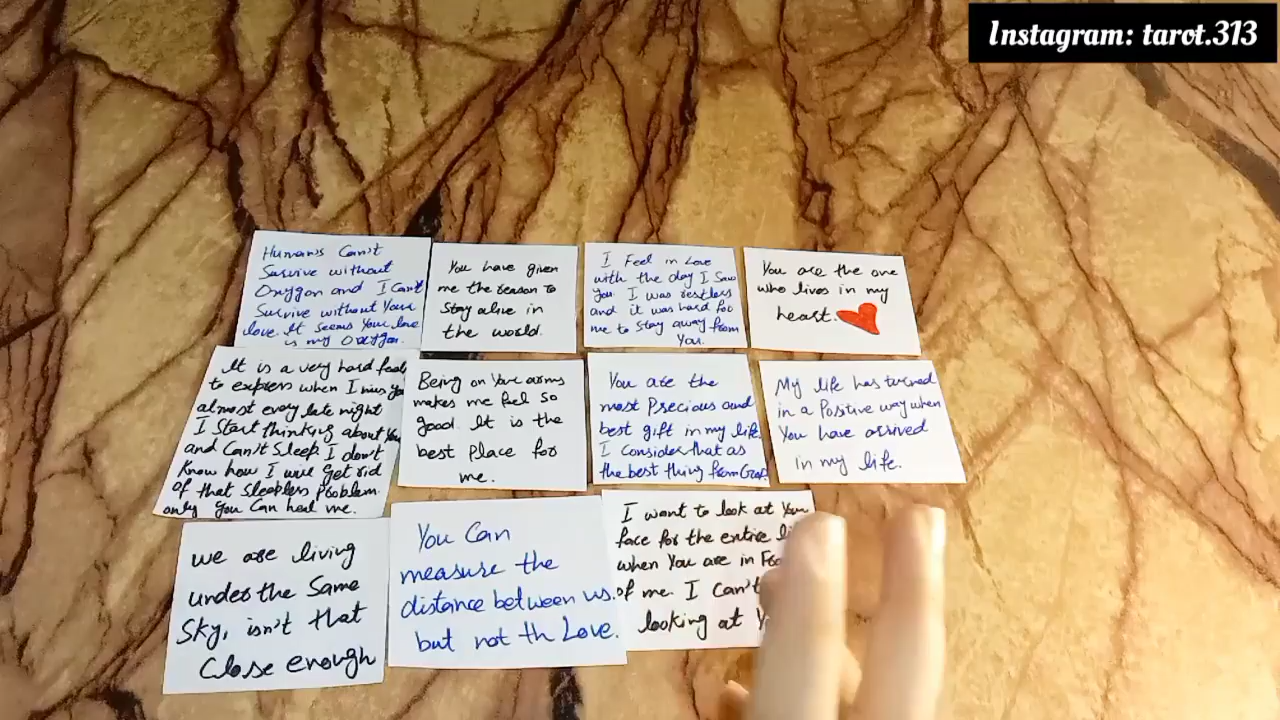 Instagram: tarot.313
Humans Can't
Survive without
Oxygen and I Can't
Survive without Your
love. It seems Your love
is my Oxygen.
You have given
me the reason to
Stay alive in
the world.
I Feel in Love
with the day I Saw
You. I was restless
and it was hard for
me to stay away from
You.
You are the one
who lives in my
heart.
It is a very hard
to express when I miss
almost every late night
I Start thinking about You
and Can't Sleep. I don't
know how I will get rid
of that Sleepless Problem.
only You Can heal me.
Being on Your arms
makes me feel so
good. It is the
best Place for
me.
You are the
most Precious and
best gift in my life.
I consider that as
the best thing from
My life has turned
in a Positive way when
You have arrived
in my life.
we are living
under the Same
Sky, isn't that
Close enough
You Can
measure the
distance between us.
but not th Love.
I want to look at
face for the entire
when You are in
of me. I Can't
looking at